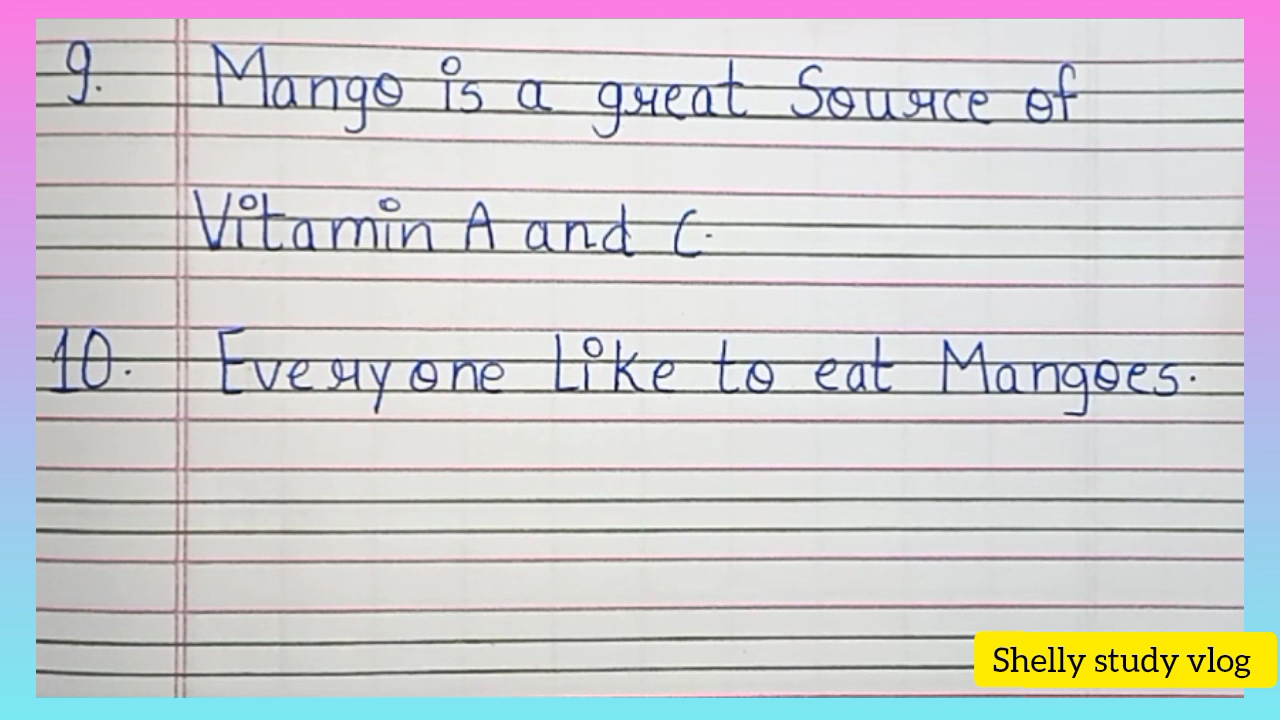 9. Mango is a great Source of
Vitamin A and C.
10. Everyone Like to eat Mangoes.
Shelly study vlog